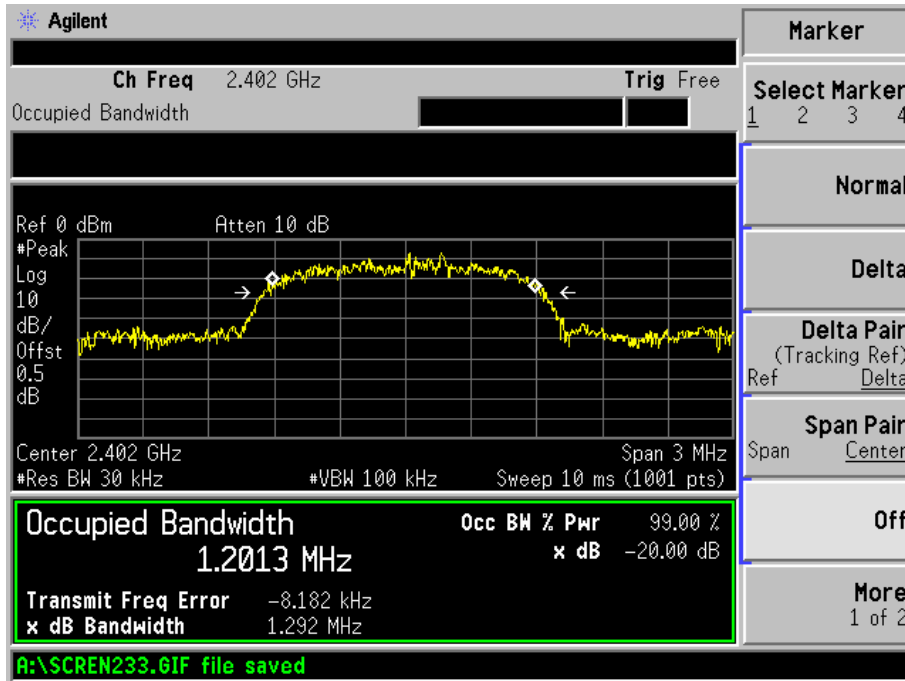 Agilent
Marker
Ch Freq 2.402 GHz Trig Free
Occupied Bandwidth
Select Marker
1 2 3 4
Normal
Ref 0 dBm Atten 10 dB
#Peak
Log
10
dB/
Offst
0.5
dB
Delta
Delta Pair
(Tracking Ref)
Ref Delta
Center 2.402 GHz Span 3 MHz
#Res BW 30 kHz #VBW 100 kHz Sweep 10 ms (1001 pts)
Span Pair
Span Center
Occupied Bandwidth Occ BW % Pwr 99.00 %
1.2013 MHz x dB -20.00 dB
Off
Transmit Freq Error -8.182 kHz
x dB Bandwidth 1.292 MHz
More
1 of 2
A:\SCREN233.GIF file saved